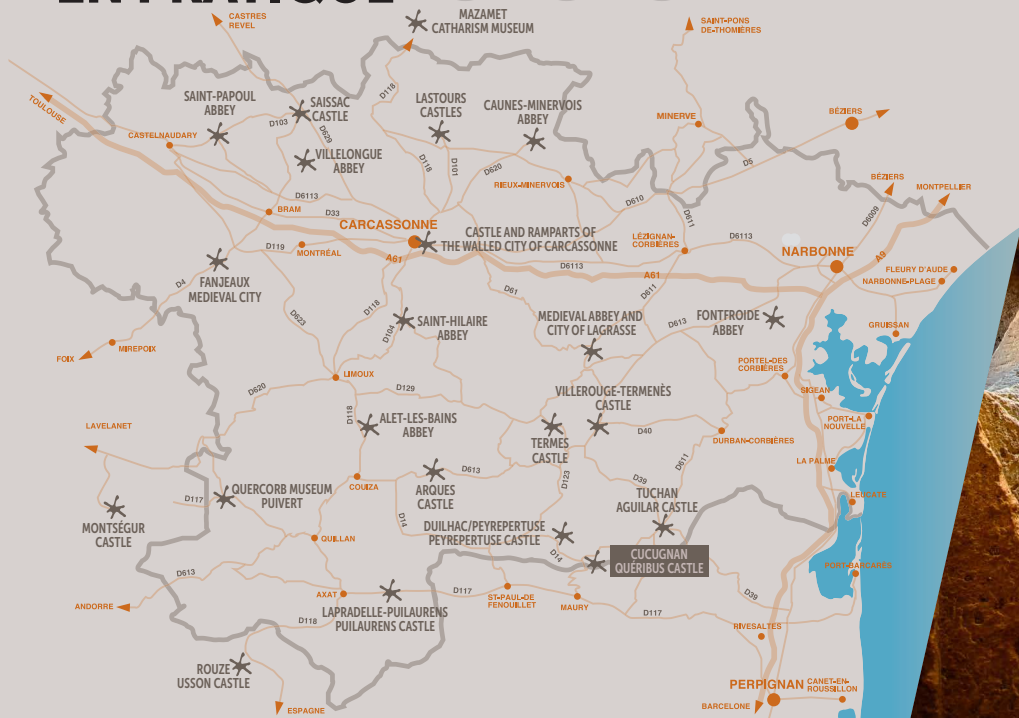 EN PRATIQUE
CASTRES
REVEL
MAZAMET
CATHARISM MUSEUM
SAINT-PONS
DE-THOMIÈRES
TOULOUSE
SAINT-PAPOUL
ABBEY
SAISSAC
CASTLE
D118
LASTOURS
CASTLES
CAUNES-MINERVOIS
ABBEY
MINERVE
BÉZIERS
CASTELNAUDARY
D103
D629
VILLELONGUE
ABBEY
D118
D101
D620
RIEUX-MINERVOIS
D5
BÉZIERS
MONTPELLIER
D6113
D33
BRAM
D610
D611
D6009
CARCASSONNE
CASTLE AND RAMPARTS OF
THE WALLED CITY OF CARCASSONNE
LÉZIGNAN-
CORBIÈRES
D6113
NARBONNE
A9
D119
MONTRÉAL
A61
D6113
A61
FLEURY D'AUDE
NARBONNE-PLAGE
D4
FANJEAUX
MEDIEVAL CITY
D623
D118
D104
SAINT-HILAIRE
ABBEY
D61
MEDIEVAL ABBEY AND
CITY OF LAGRASSE
D611
D613
FONTFROIDE
ABBEY
GRUISSAN
FOIX
MIREPOIX
LIMOUX
PORTEL-DES
CORBIÈRES
D620
D129
VILLEROUGE-TERMENÈS
CASTLE
SIGEAN
D118
ALET-LES-BAINS
ABBEY
PORT-LA
NOUVELLE
LAVELANET
TERMES
CASTLE
D40
DURBAN-CORBIÈRES
LA PALME
D117
QUERCORB MUSEUM
PUIVERT
COUIZA
ARQUES
CASTLE
D613
D123
D39
D611
TUCHAN
AGUILAR CASTLE
LEUCATE
MONTSÉGUR
CASTLE
D14
DUILHAC/PEYREPERTUSE
PEYREPERTUSE CASTLE
QUILLAN
D14
CUCUGNAN
QUÉRIBUS CASTLE
PORT-BARCARÈS
D613
ANDORRE
AXAT
D117
ST-PAUL-DE
FENOUILLET
MAURY
D117
D39
LAPRADELLE-PUILAURENS
PUILAURENS CASTLE
D118
RIVESALTES
ROUZE
USSON CASTLE
PERPIGNAN
CANET-EN-
ROUSSILLON
BARCELONE
ESPAGNE